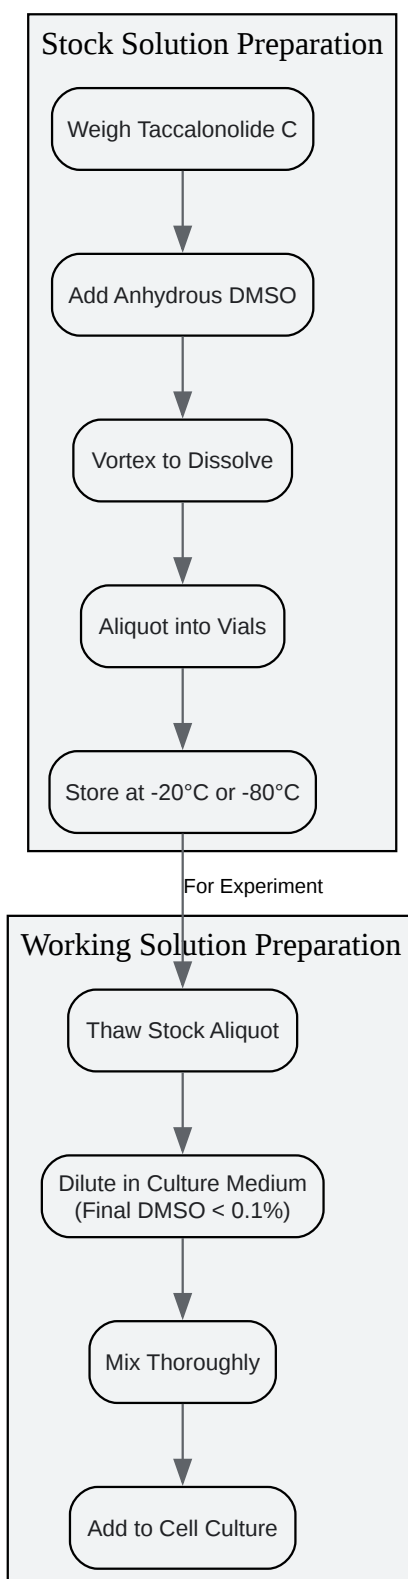 Stock Solution Preparation
Weigh Taccalonolide C
Add Anhydrous DMSO
Vortex to Dissolve
Aliquot into Vials
Store at -20°C or -80°C
For Experiment
Working Solution Preparation
Thaw Stock Aliquot
Dilute in Culture Medium
(Final DMSO < 0.1%)
Mix Thoroughly
Add to Cell Culture